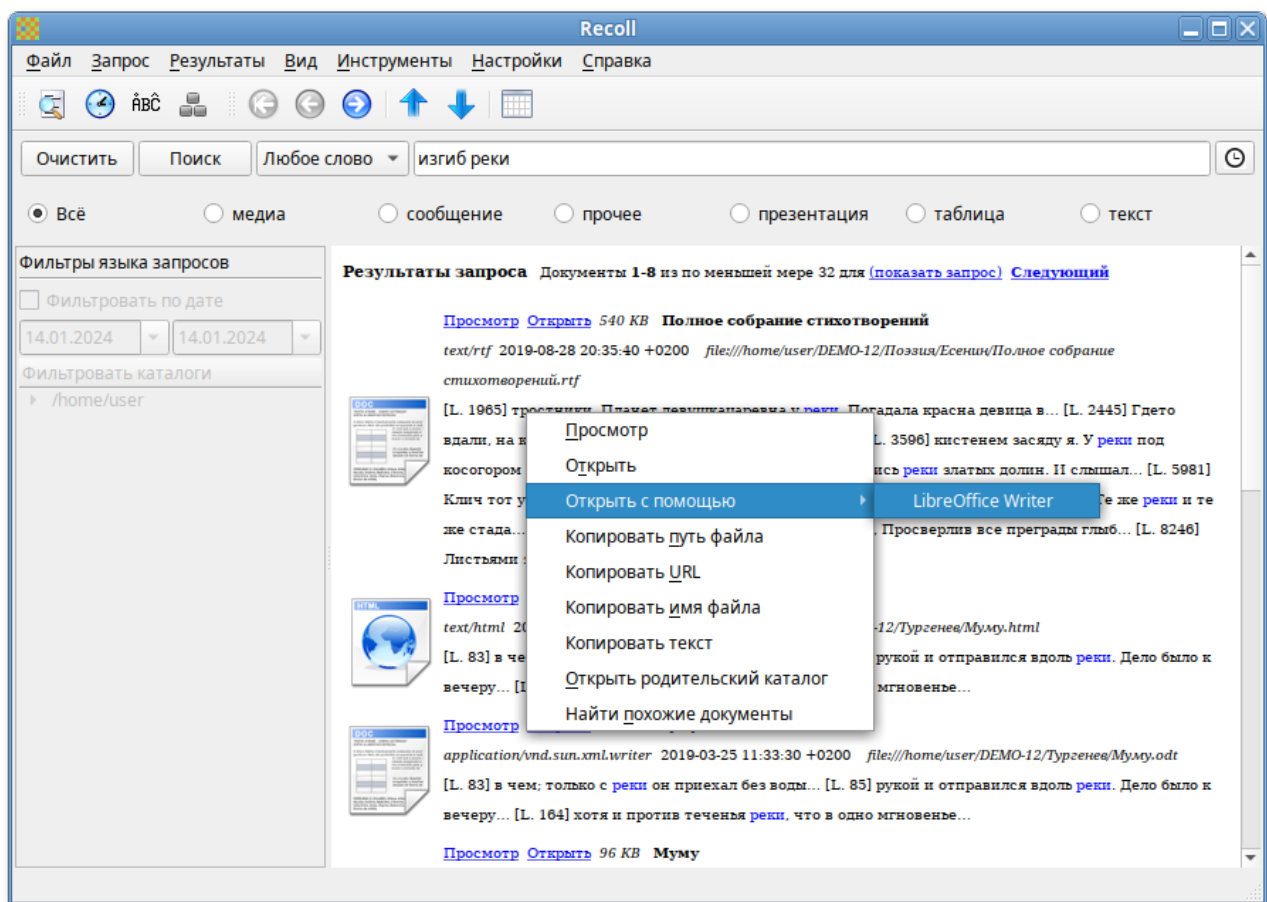 Recoll
Файл Запрос Результаты Вид Инструменты Настройки Справка
ÂBĈ
Очистить Поиск Любое слово изгиб реки
Всё медиа сообщение прочее презентация таблица текст
Фильтры языка запросов
Фильтровать по дате
14.01.2024 14.01.2024
Фильтровать каталоги
/home/user
Результаты запроса Документы 1-8 из по меньшей мере 32 для (показать запрос) Следующий
Просмотр Открыть 540 KB Полное собрание стихотворений
text/rtf 2019-08-28 20:35:40 +0200 file:///home/user/DEMO-12/Поэзия/Есенин/Полное собрание
стихотворений.rtf
DOC
[L. 1965] тростники. Плачет девушкацаревна у реки. Погадала красна девица в... [L. 2445] Гдето
вдали, на L. 3596] кистенем засяду я. У реки под
косогором ись реки златых долин. II слышал... [L. 5981]
Клич тот Те же реки и те
же стада... Просверлив все преграды глыб... [L. 8246]
Листьями
Просмотр
Открыть
Открыть с помощью LibreOffice Writer
Копировать путь файла
Копировать URL
Копировать имя файла
Копировать текст
Открыть родительский каталог
Найти похожие документы
HTML
Просмотр
text/html -12/Тургенев/Муму.html
[L. 83] в че рукой и отправился вдоль реки. Дело было к
вечеру... мгновенье...
DOC
Просмотр
application/vnd.sun.xml.writer 2019-03-25 11:33:30 +0200 file:///home/user/DEMO-12/Тургенев/Муму.odt
[L. 83] в чем; только с реки он приехал без воды... [L. 85] рукой и отправился вдоль реки. Дело было к
вечеру... [L. 164] хотя и против теченья реки, что в одно мгновенье...
Просмотр Открыть 96 KB Муму